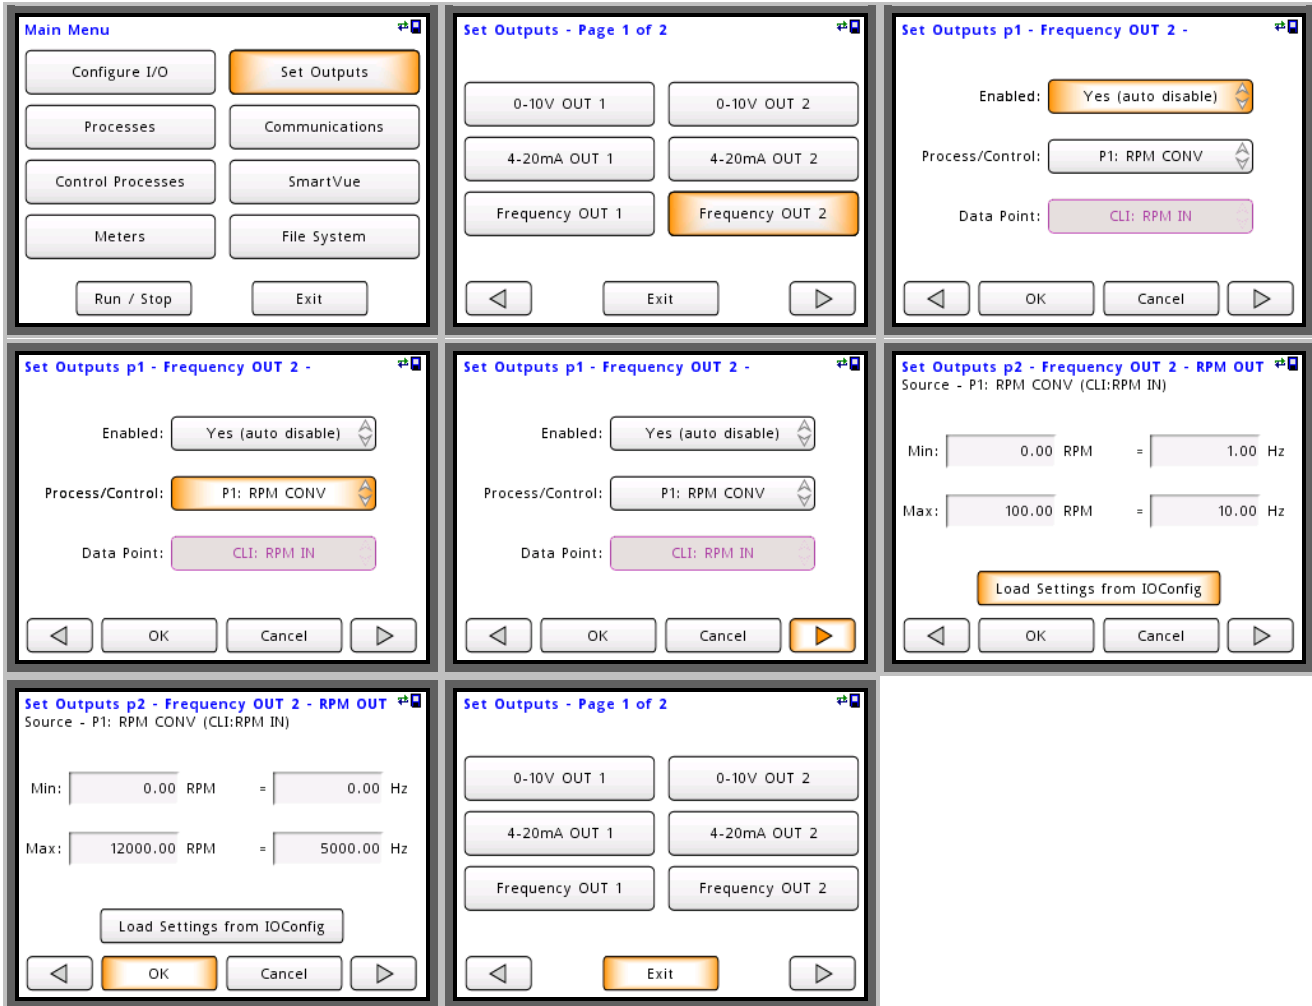 Main Menu
Configure I/O Set Outputs
Processes Communications
Control Processes SmartVue
Meters File System
Run / Stop Exit
Set Outputs - Page 1 of 2
0-10V OUT 1 0-10V OUT 2
4-20mA OUT 1 4-20mA OUT 2
Frequency OUT 1 Frequency OUT 2
Exit
Set Outputs p1 - Frequency OUT 2 -
Enabled: Yes (auto disable)
Process/Control: P1: RPM CONV
Data Point: CLI: RPM IN
OK Cancel
Set Outputs p1 - Frequency OUT 2 -
Enabled: Yes (auto disable)
Process/Control: P1: RPM CONV
Data Point: CLI: RPM IN
OK Cancel
Set Outputs p1 - Frequency OUT 2 -
Enabled: Yes (auto disable)
Process/Control: P1: RPM CONV
Data Point: CLI: RPM IN
OK Cancel
Set Outputs p2 - Frequency OUT 2 - RPM OUT
Source - P1: RPM CONV (CLI:RPM IN)
Min: 0.00 RPM = 1.00 Hz
Max: 100.00 RPM = 10.00 Hz
Load Settings from IOConfig
OK Cancel
Set Outputs p2 - Frequency OUT 2 - RPM OUT
Source - P1: RPM CONV (CLI:RPM IN)
Min: 0.00 RPM = 0.00 Hz
Max: 12000.00 RPM = 5000.00 Hz
Load Settings from IOConfig
OK Cancel
Set Outputs - Page 1 of 2
0-10V OUT 1 0-10V OUT 2
4-20mA OUT 1 4-20mA OUT 2
Frequency OUT 1 Frequency OUT 2
Exit